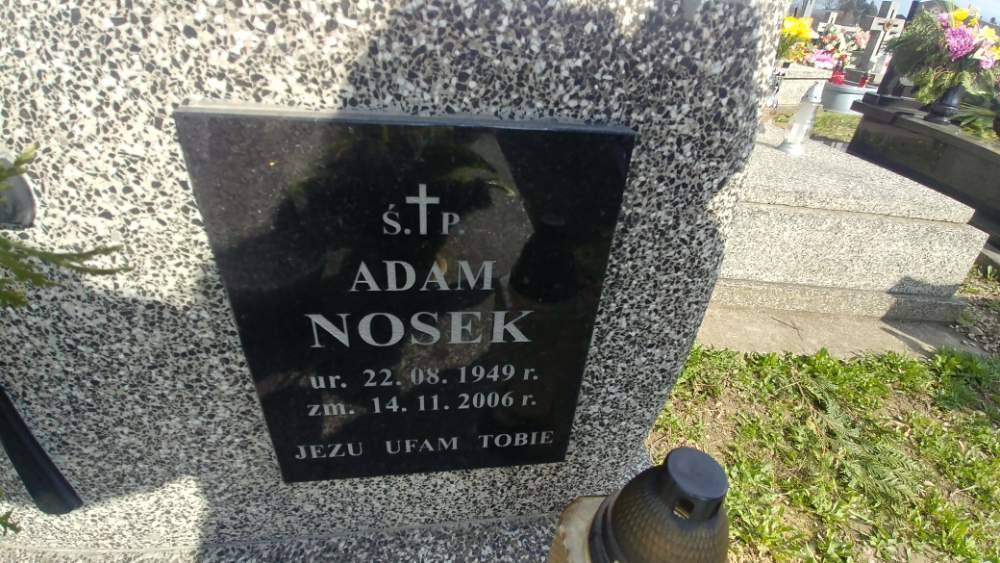 Ś.†P.
ADAM
NOSEK
ur. 22. 08. 1949 r.
zm. 14. 11. 2006 r.
JEZU UFAM TOBIE